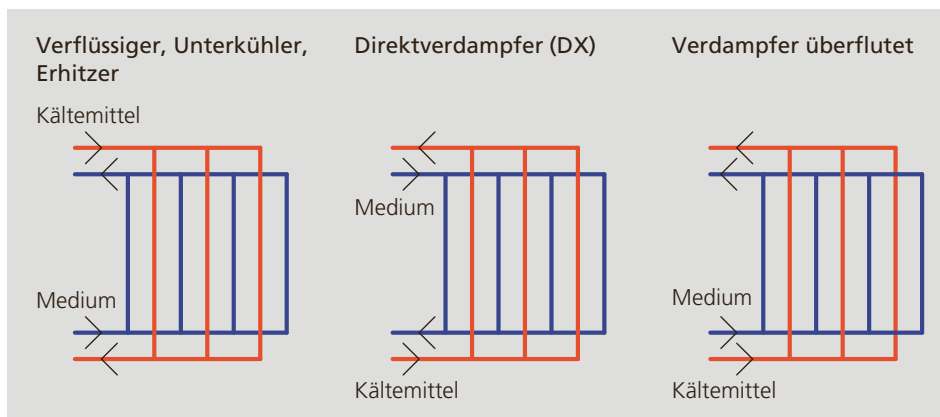 Verflüssiger, Unterkühler,
Erhitzer
Kältemittel
Medium
Direktverdampfer (DX)
Medium
Kältemittel
Verdampfer überflutet
Medium
Kältemittel